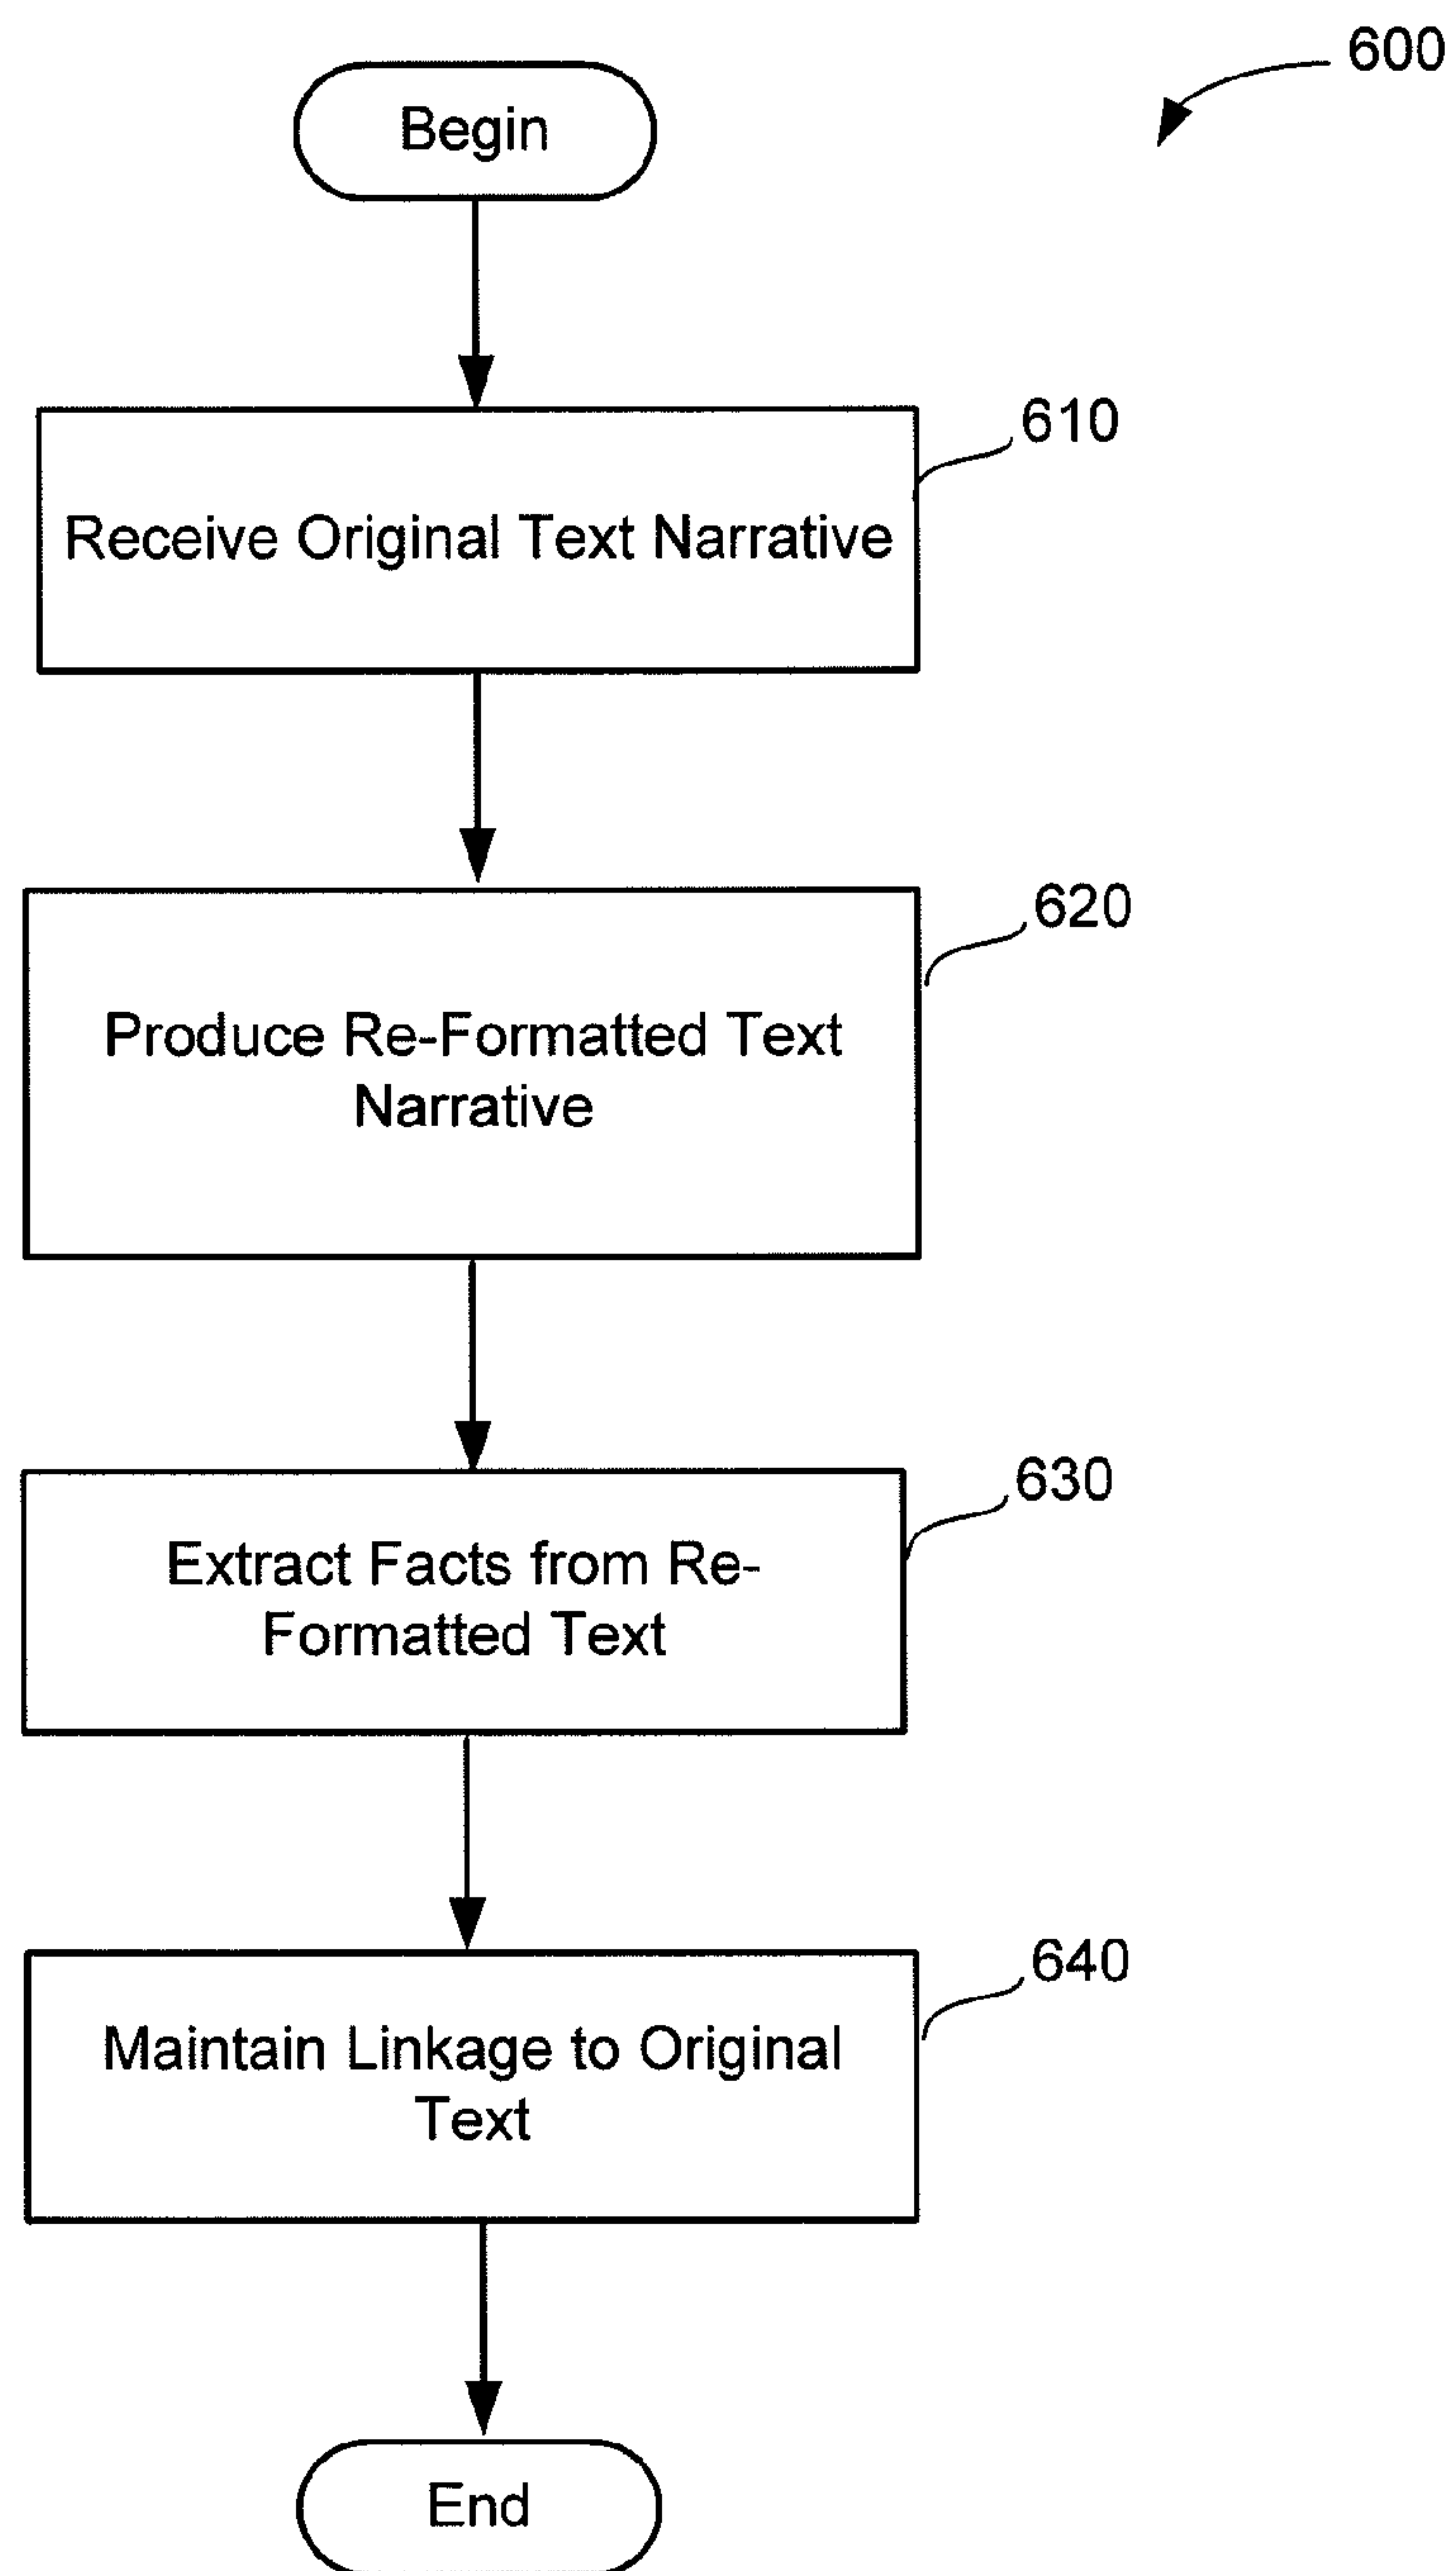 600
Begin
610
Receive Original Text Narrative
620
Produce Re-Formatted Text
Narrative
630
Extract Facts from Re-
Formatted Text
640
Maintain Linkage to Original
Text
End